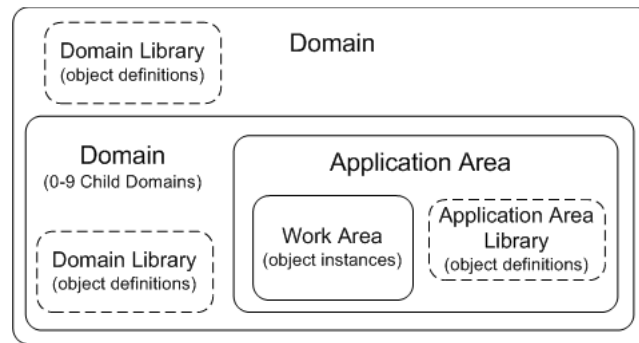 Domain Library
(object definitions)
Domain
Domain
(0-9 Child Domains)
Domain Library
(object definitions)
Application Area
Work Area
(object instances)
Application Area
Library
(object definitions)